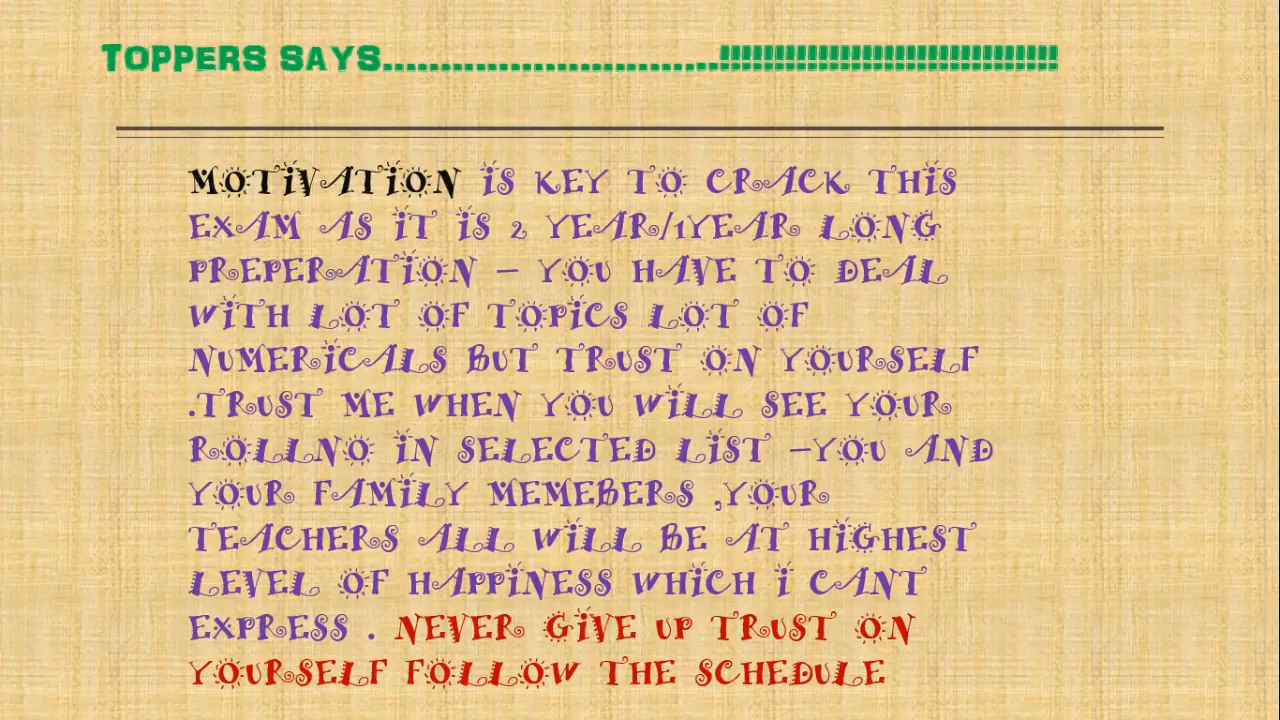 TOPPERS SAYS.............................!!!!!!!!!!!!!!!!!!!!!!!!!!!!!!
MOTiVATiON iS KEY TO CRACK THiS
EXAM AS iT iS 2 YEAR/1YEAR LONG
PREPERATiON – YOU HAVE TO DEAL
WiTH LOT OF TOPiCS LOT OF
NUMERiCALS BUT TRUST ON YOURSELF
.TRUST ME WHEN YOU WiLL SEE YOUR
ROLLNO iN SELECTED LiST –YOU AND
YOUR FAMiLY MEMEBERS ,YOUR
TEACHERS ALL WiLL BE AT HiGHEST
LEVEL OF HAPPiNESS WHiCH i CANT
EXPRESS . NEVER GiVE UP TRUST ON
YOURSELF FOLLOW THE SCHEDULE